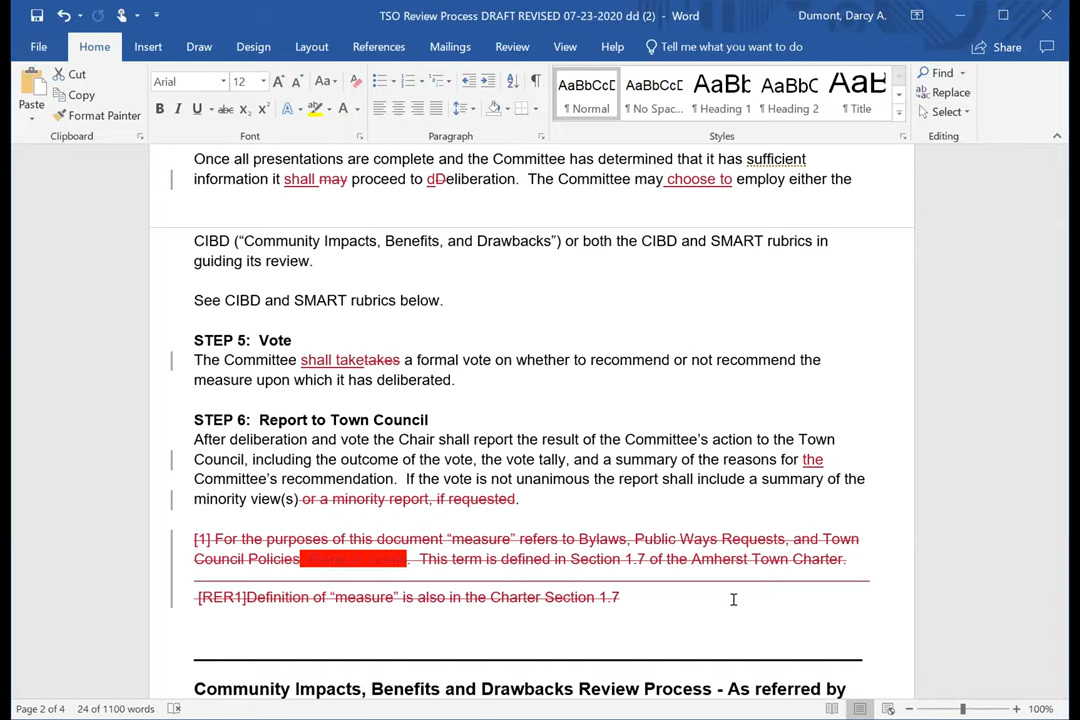 TSO Review Process DRAFT REVISED 07-23-2020 dd (2) - Word
Dumont, Darcy A.
File Home Insert Draw Design Layout References Mailings Review View Help Tell me what you want to do Share
Paste
Cut
Copy
Format Painter
Clipboard
Arial 12
Font
Paragraph
AaBbCcD AaBbCcD AaBbC AaBbC AaB
¶ Normal ¶ No Spac... ¶ Heading 1 ¶ Heading 2 ¶ Title
Styles
Find
Replace
Select
Editing
Once all presentations are complete and the Committee has determined that it has sufficient
information it shall may proceed to dDeliberation. The Committee may choose to employ either the
CIBD (“Community Impacts, Benefits, and Drawbacks”) or both the CIBD and SMART rubrics in
guiding its review.
See CIBD and SMART rubrics below.
STEP 5: Vote
The Committee shall taketakes a formal vote on whether to recommend or not recommend the
measure upon which it has deliberated.
STEP 6: Report to Town Council
After deliberation and vote the Chair shall report the result of the Committee’s action to the Town
Council, including the outcome of the vote, the vote tally, and a summary of the reasons for the
Committee’s recommendation. If the vote is not unanimous the report shall include a summary of the
minority view(s) or a minority report, if requested.
[1] For the purposes of this document “measure” refers to Bylaws, Public Ways Requests, and Town
Council Policies . This term is defined in Section 1.7 of the Amherst Town Charter.
[RER1]Definition of “measure” is also in the Charter Section 1.7
Community Impacts, Benefits and Drawbacks Review Process - As referred by
Page 2 of 4 24 of 1100 words 100%